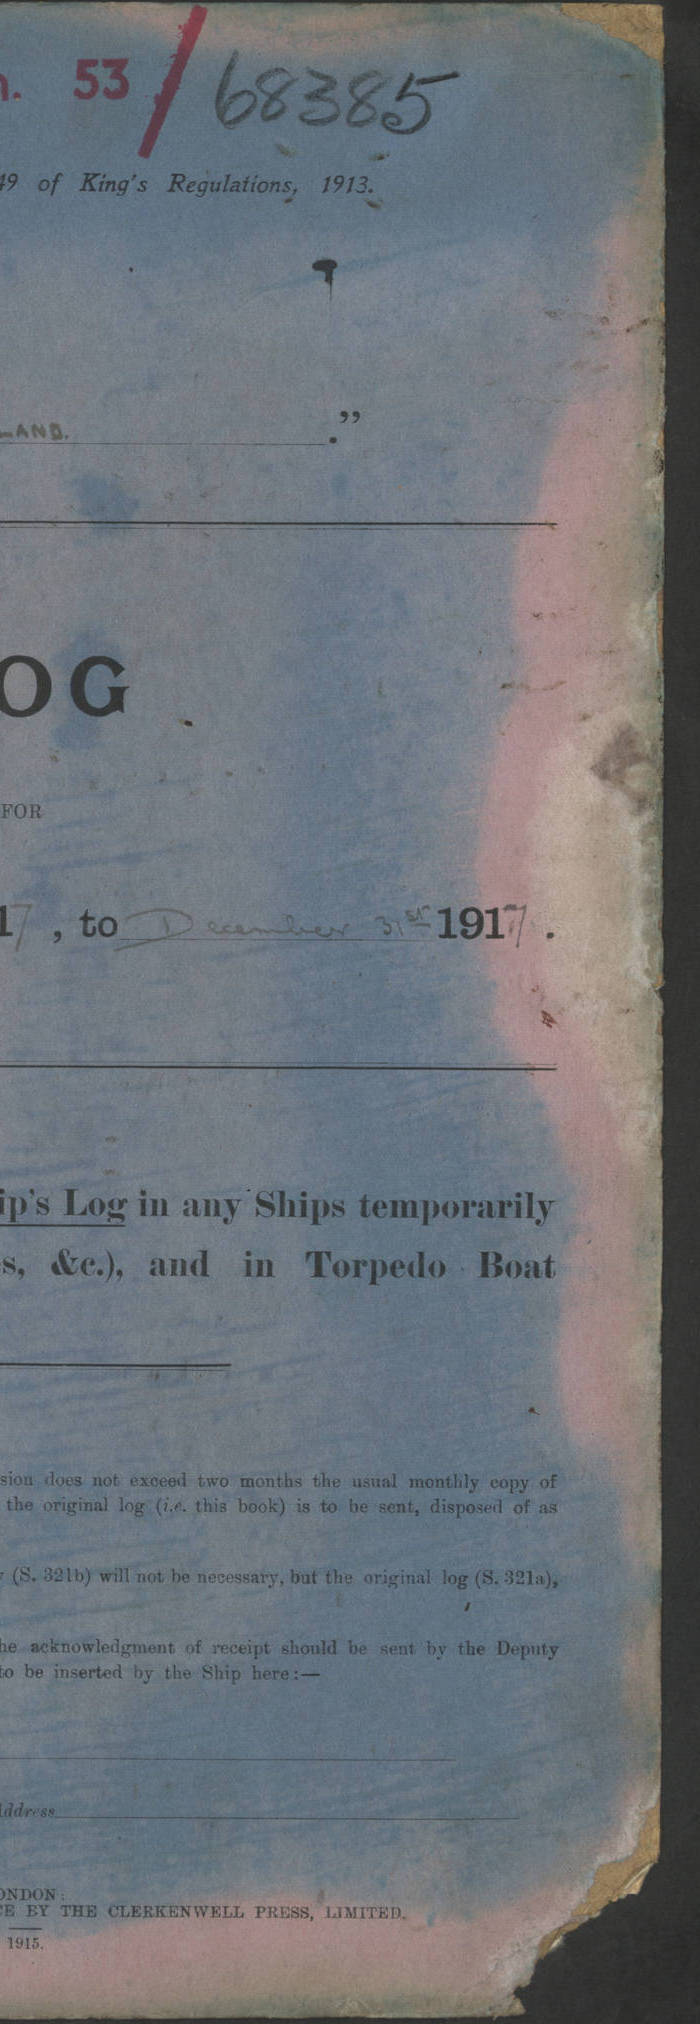 n. 53 / 68385
49 of King's Regulations, 1913.
LAND. ."
OG
FOR
17, to December 31st 1917.
ip's Log in any Ships temporarily
s, &c.), and in Torpedo Boat
sion does not exceed two months the usual monthly copy of
the original log (i.e. this book) is to be sent, disposed of as
y (S. 321b) will not be necessary, but the original log (S. 321a),
he acknowledgment of receipt should be sent by the Deputy
to be inserted by the Ship here:—
Address
ONDON:
CE BY THE CLERKENWELL PRESS, LIMITED.
1915.